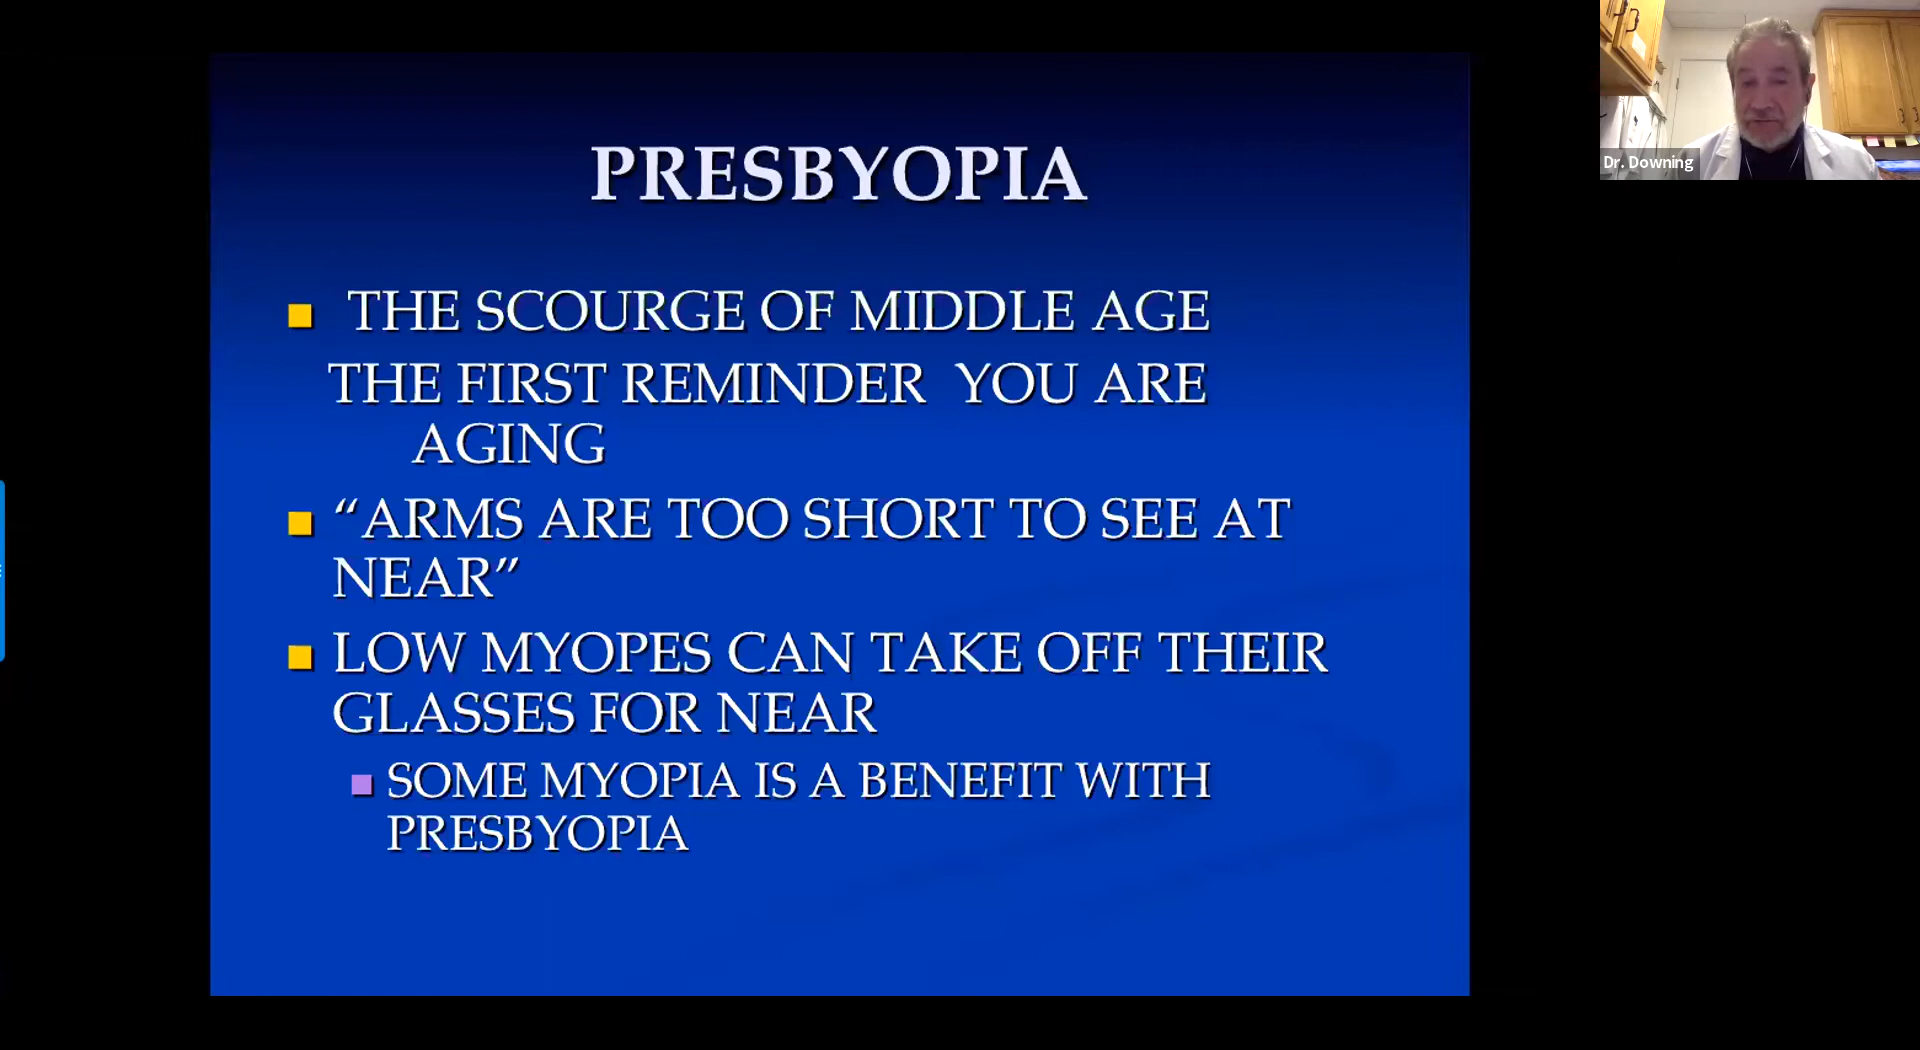 PRESBYOPIA
THE SCOURGE OF MIDDLE AGE
THE FIRST REMINDER YOU ARE
AGING
“ARMS ARE TOO SHORT TO SEE AT
NEAR”
LOW MYOPES CAN TAKE OFF THEIR
GLASSES FOR NEAR
SOME MYOPIA IS A BENEFIT WITH
PRESBYOPIA
Dr. Downing